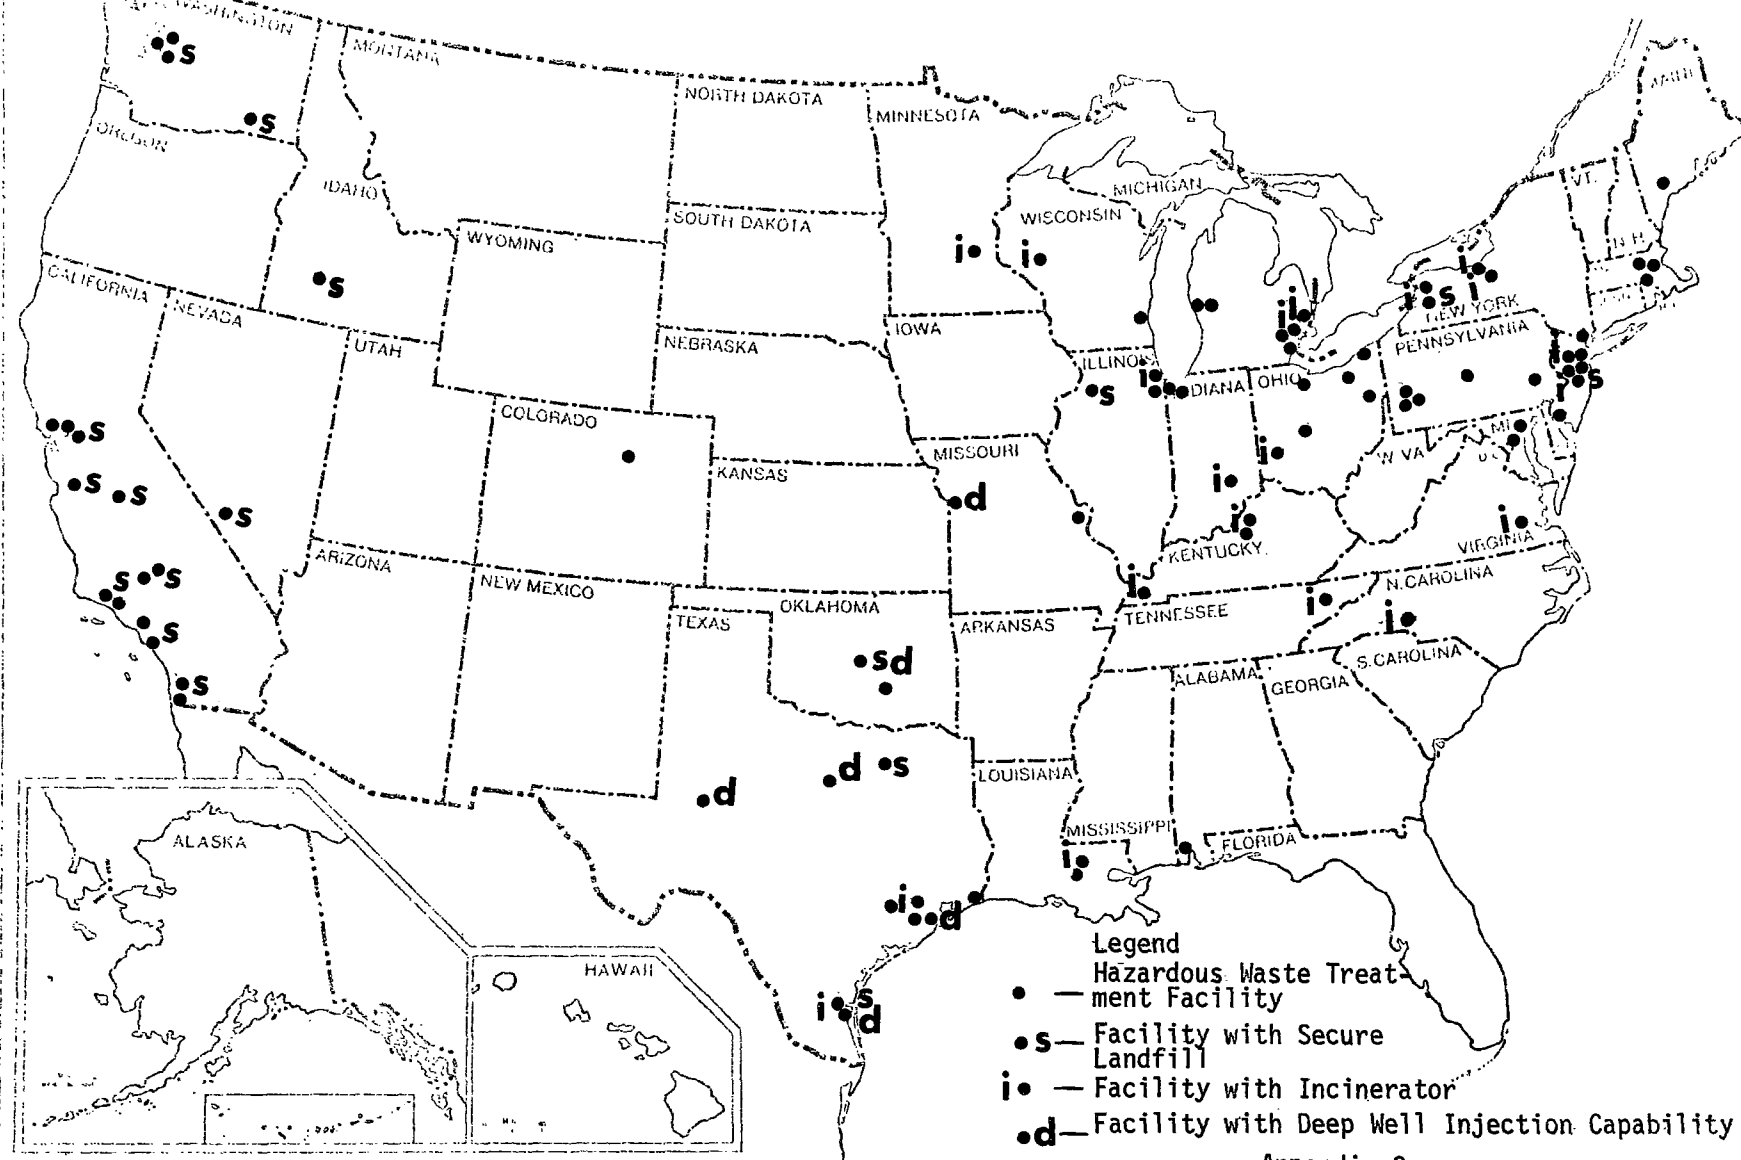 WASHINGTON
MONTANA
NORTH DAKOTA
MINNESOTA
MAINE
OREGON
IDAHO
SOUTH DAKOTA
WYOMING
MICHIGAN
WISCONSIN
VT.
N.H.
CALIFORNIA
NEVADA
UTAH
NEBRASKA
IOWA
ILLINOIS
DIANA
OHIO
PENNSYLVANIA
NEW YORK
COLORADO
KANSAS
MISSOURI
W VA
KENTUCKY
VIRGINIA
ARIZONA
NEW MEXICO
OKLAHOMA
TEXAS
ARKANSAS
TENNESSEE
N.CAROLINA
S.CAROLINA
ALABAMA
GEORGIA
LOUISIANA
MISSISSIPPI
FLORIDA
ALASKA
HAWAII
s
s
s
s
s
s
s
s
s
s
s
s d
d
d s
d
i d
i s
d
i
i
i
s
i
i
i
i
i
i
i
i
i
i
i
i
s
i
i
i
i
s
i
Legend
Hazardous Waste Treat-
• — ment Facility
•s— Facility with Secure
Landfill
i• — Facility with Incinerator
•d— Facility with Deep Well Injection Capability